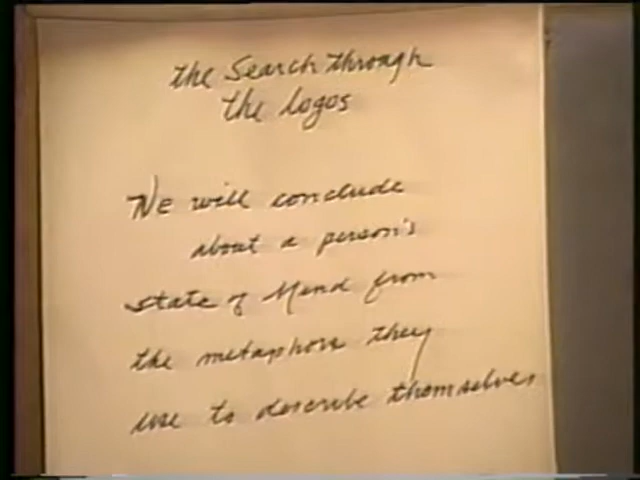 the Search through
the logos
We will conclude
about a person's
State of Mind from
the metaphors they
use to describe themselves